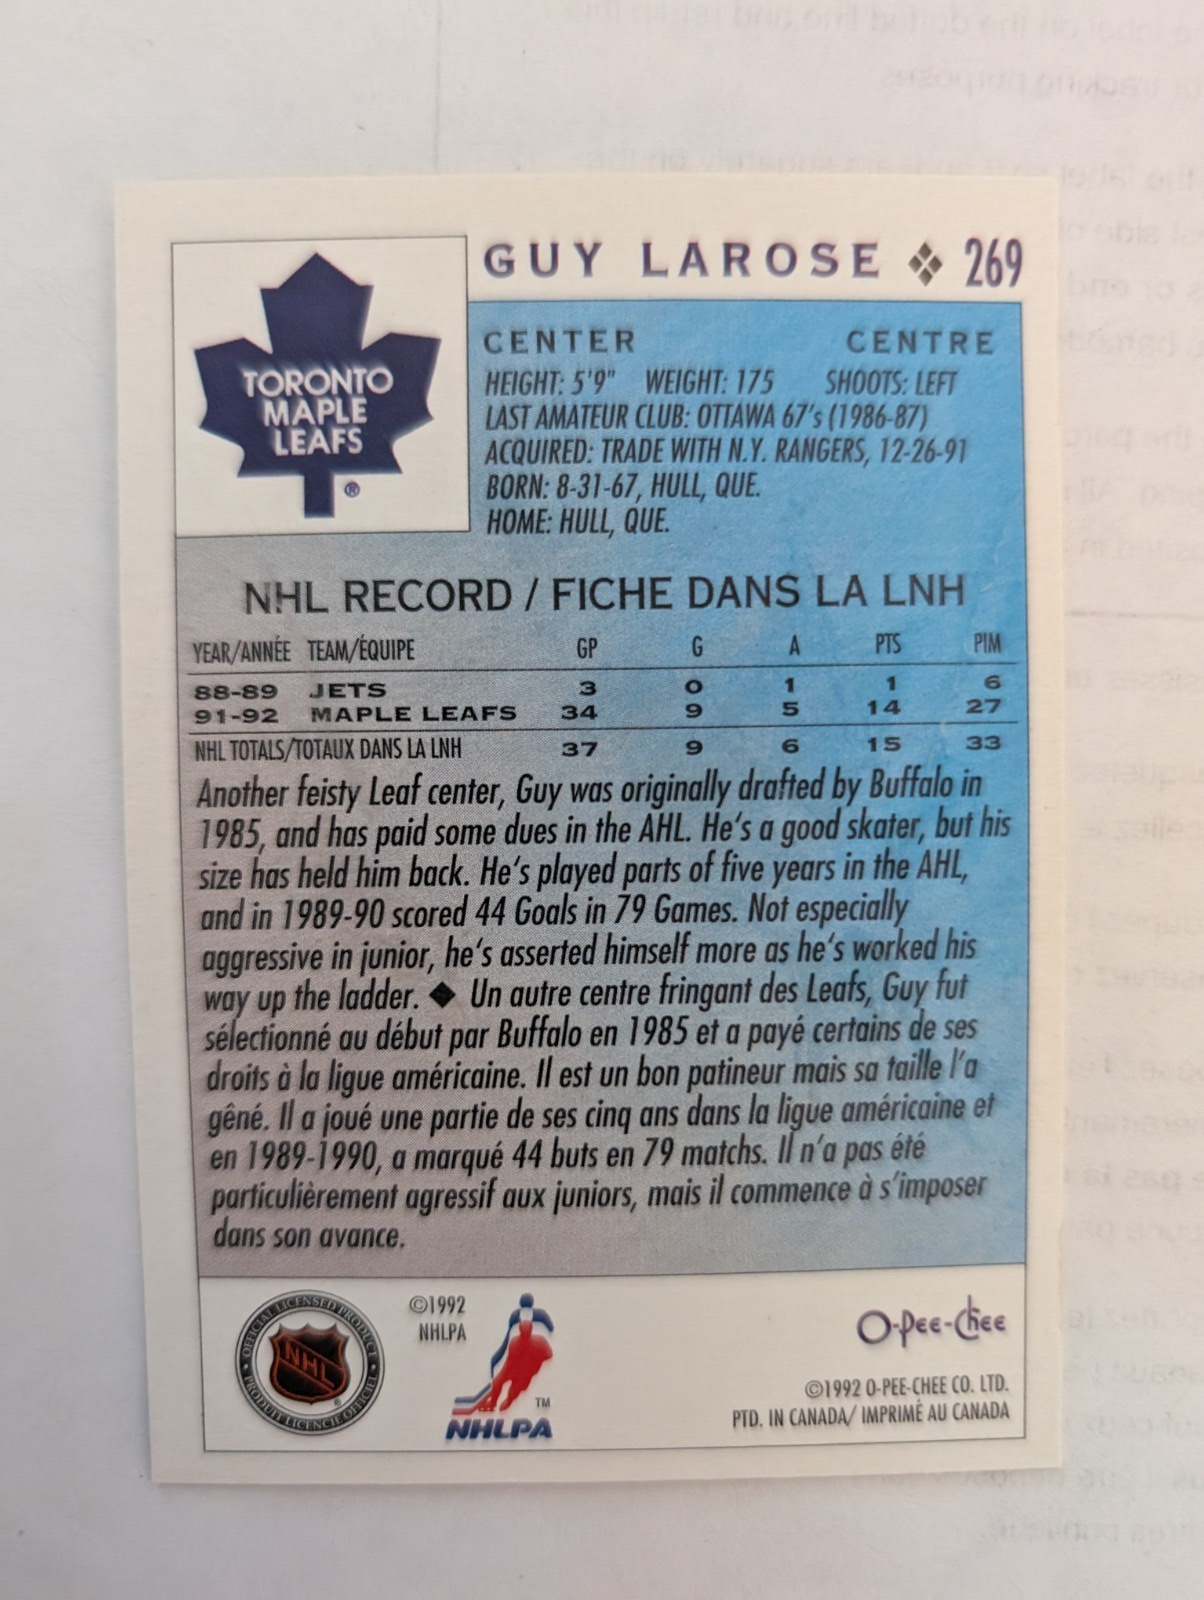 GUY LAROSE 269
TORONTO
MAPLE
LEAFS
®
CENTER CENTRE
HEIGHT: 5'9" WEIGHT: 175 SHOOTS: LEFT
LAST AMATEUR CLUB: OTTAWA 67's (1986-87)
ACQUIRED: TRADE WITH N.Y. RANGERS, 12-26-91
BORN: 8-31-67, HULL, QUE.
HOME: HULL, QUE.
NHL RECORD / FICHE DANS LA LNH
YEAR/ANNÉE TEAM/ÉQUIPE GP G A PTS PIM
88-89 JETS 3 0 1 1 6
91-92 MAPLE LEAFS 34 9 5 14 27
NHL TOTALS/TOTAUX DANS LA LNH 37 9 6 15 33
Another feisty Leaf center, Guy was originally drafted by Buffalo in
1985, and has paid some dues in the AHL. He's a good skater, but his
size has held him back. He's played parts of five years in the AHL,
and in 1989-90 scored 44 Goals in 79 Games. Not especially
aggressive in junior, he's asserted himself more as he's worked his
way up the ladder. ◆ Un autre centre fringant des Leafs, Guy fut
sélectionné au début par Buffalo en 1985 et a payé certains de ses
droits à la ligue américaine. Il est un bon patineur mais sa taille l'a
gêné. Il a joué une partie de ses cinq ans dans la ligue américaine et
en 1989-1990, a marqué 44 buts en 79 matchs. Il n'a pas été
particulièrement agressif aux juniors, mais il commence à s'imposer
dans son avance.
OFFICIAL LICENSED PRODUCT
NHL
PRODUIT LICENCIE OFFICIEL
©1992
NHLPA
TM
NHLPA
O-Pee-Chee
©1992 O-PEE-CHEE CO. LTD.
PTD. IN CANADA/ IMPRIMÉ AU CANADA